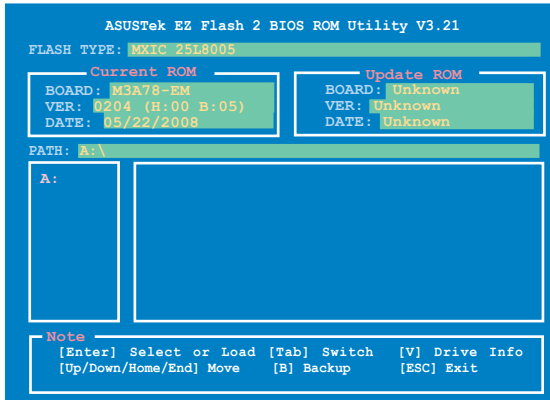 ASUSTek EZ Flash 2 BIOS ROM Utility V3.21
FLASH TYPE: MXIC 25L8005
Current ROM
BOARD: M3A78-EM
VER: 0204 (H:00 B:05)
DATE: 05/22/2008
Update ROM
BOARD: Unknown
VER: Unknown
DATE: Unknown
PATH: A:\
A:
Note
[Enter] Select or Load [Tab] Switch [V] Drive Info
[Up/Down/Home/End] Move [B] Backup [ESC] Exit